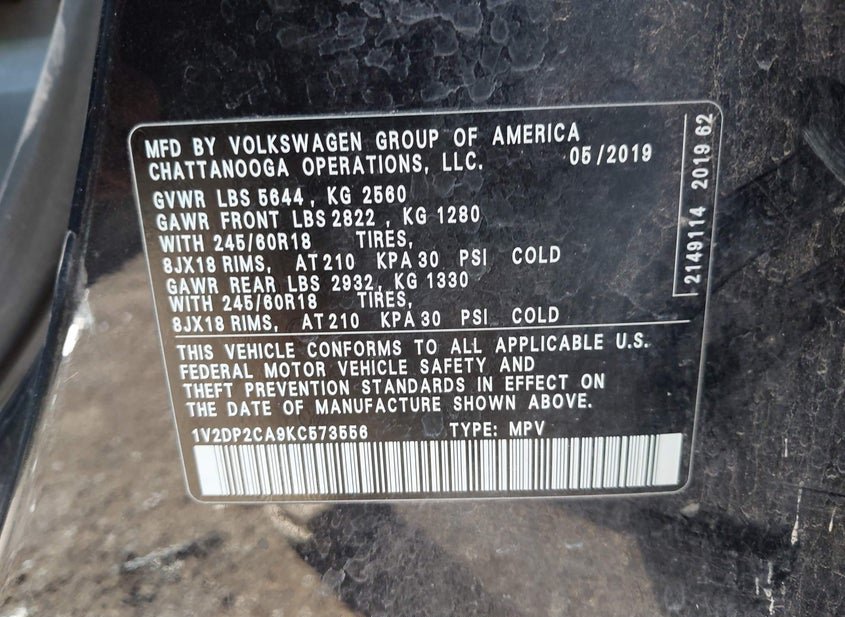 MFD BY VOLKSWAGEN GROUP OF AMERICA
CHATTANOOGA OPERATIONS, LLC. 05/2019
GVWR LBS 5644, KG 2560
GAWR FRONT LBS 2822, KG 1280
WITH 245/60R18 TIRES,
8JX18 RIMS, AT 210 KPA 30 PSI COLD
GAWR REAR LBS 2932, KG 1330
WITH 245/60R18 TIRES,
8JX18 RIMS, AT 210 KPA 30 PSI COLD
THIS VEHICLE CONFORMS TO ALL APPLICABLE U.S.
FEDERAL MOTOR VEHICLE SAFETY AND
THEFT PREVENTION STANDARDS IN EFFECT ON
THE DATE OF MANUFACTURE SHOWN ABOVE.
1V2DP2CA9KC573556 TYPE: MPV
2149114 2019 62